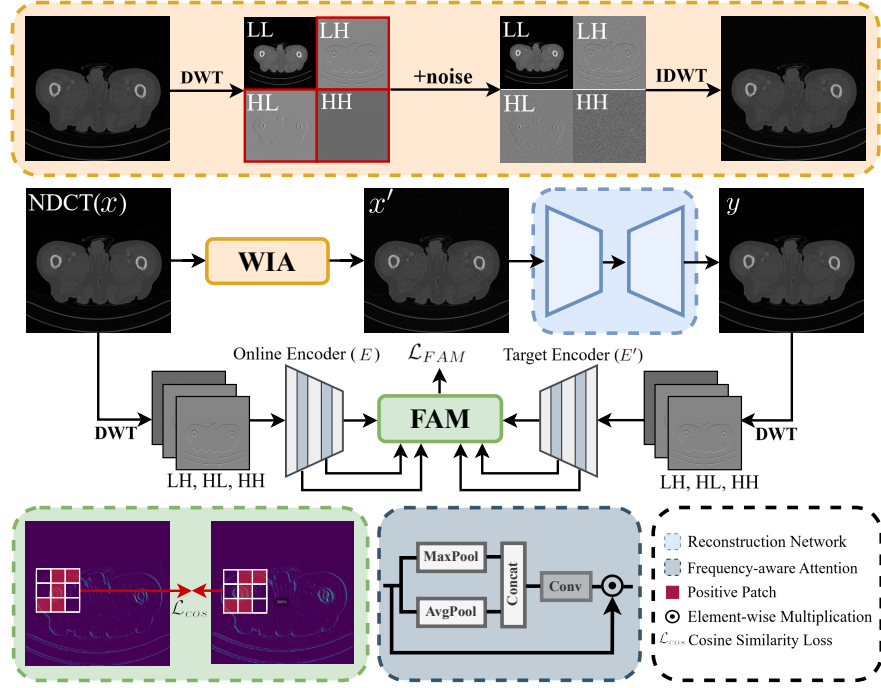 LL
LH
DWT
HL
HH
+noise
LL
LH
HL
HH
IDWT
NDCT(x)
WIA
x′
y
Online Encoder (E)
ℒ_FAM
Target Encoder (E′)
FAM
DWT
LH, HL, HH
DWT
LH, HL, HH
ℒ_cos
MaxPool
AvgPool
Concat
Conv
Reconstruction Network
Frequency-aware Attention
Positive Patch
Element-wise Multiplication
ℒ_cos Cosine Similarity Loss